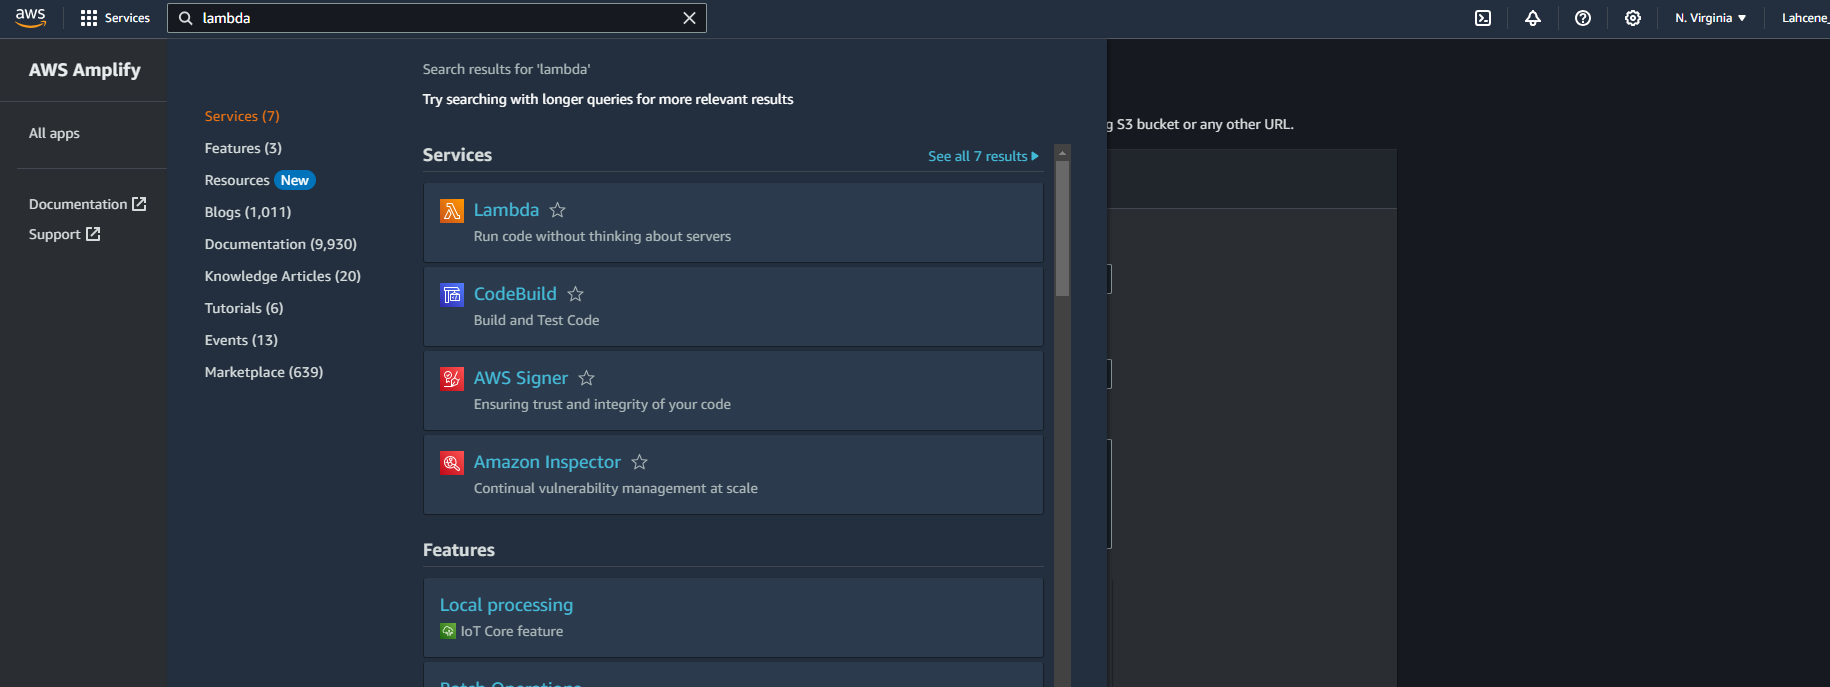 aws
Services
lambda
N. Virginia
Lahcene_
AWS Amplify
All apps
Documentation
Support
Services (7)
Features (3)
Resources New
Blogs (1,011)
Documentation (9,930)
Knowledge Articles (20)
Tutorials (6)
Events (13)
Marketplace (639)
Search results for 'lambda'
Try searching with longer queries for more relevant results
Services
See all 7 results
Lambda
Run code without thinking about servers
CodeBuild
Build and Test Code
AWS Signer
Ensuring trust and integrity of your code
Amazon Inspector
Continual vulnerability management at scale
Features
Local processing
IoT Core feature
Batch Operations
g S3 bucket or any other URL.